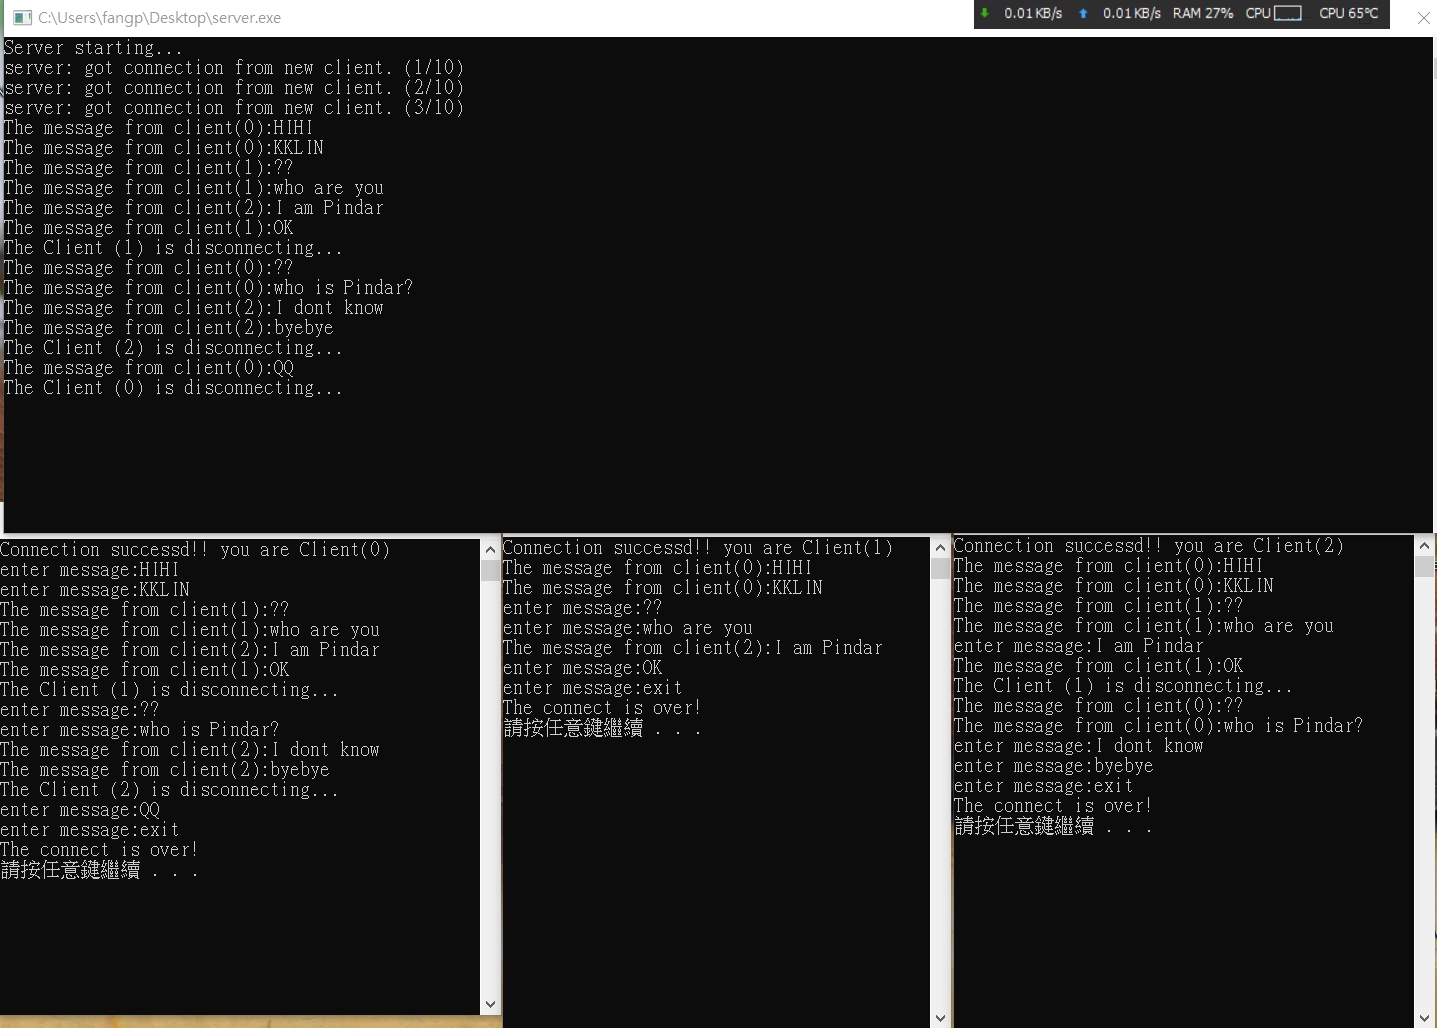 C:\Users\fangp\Desktop\server.exe
0.01 KB/s 0.01 KB/s RAM 27% CPU CPU 65°C
Server starting...
server: got connection from new client. (1/10)
server: got connection from new client. (2/10)
server: got connection from new client. (3/10)
The message from client(0):HIHI
The message from client(0):KKLIN
The message from client(1):??
The message from client(1):who are you
The message from client(2):I am Pindar
The message from client(1):OK
The Client (1) is disconnecting...
The message from client(0):??
The message from client(0):who is Pindar?
The message from client(2):I dont know
The message from client(2):byebye
The Client (2) is disconnecting...
The message from client(0):QQ
The Client (0) is disconnecting...
Connection successd!! you are Client(0)
enter message:HIHI
enter message:KKLIN
The message from client(1):??
The message from client(1):who are you
The message from client(2):I am Pindar
The message from client(1):OK
The Client (1) is disconnecting...
enter message:??
enter message:who is Pindar?
The message from client(2):I dont know
The message from client(2):byebye
The Client (2) is disconnecting...
enter message:QQ
enter message:exit
The connect is over!
請按任意鍵繼續 . . .
Connection successd!! you are Client(1)
The message from client(0):HIHI
The message from client(0):KKLIN
enter message:??
enter message:who are you
The message from client(2):I am Pindar
enter message:OK
enter message:exit
The connect is over!
請按任意鍵繼續 . . .
Connection successd!! you are Client(2)
The message from client(0):HIHI
The message from client(0):KKLIN
The message from client(1):??
The message from client(1):who are you
enter message:I am Pindar
The message from client(1):OK
The Client (1) is disconnecting...
The message from client(0):??
The message from client(0):who is Pindar?
enter message:I dont know
enter message:byebye
enter message:exit
The connect is over!
請按任意鍵繼續 . . .